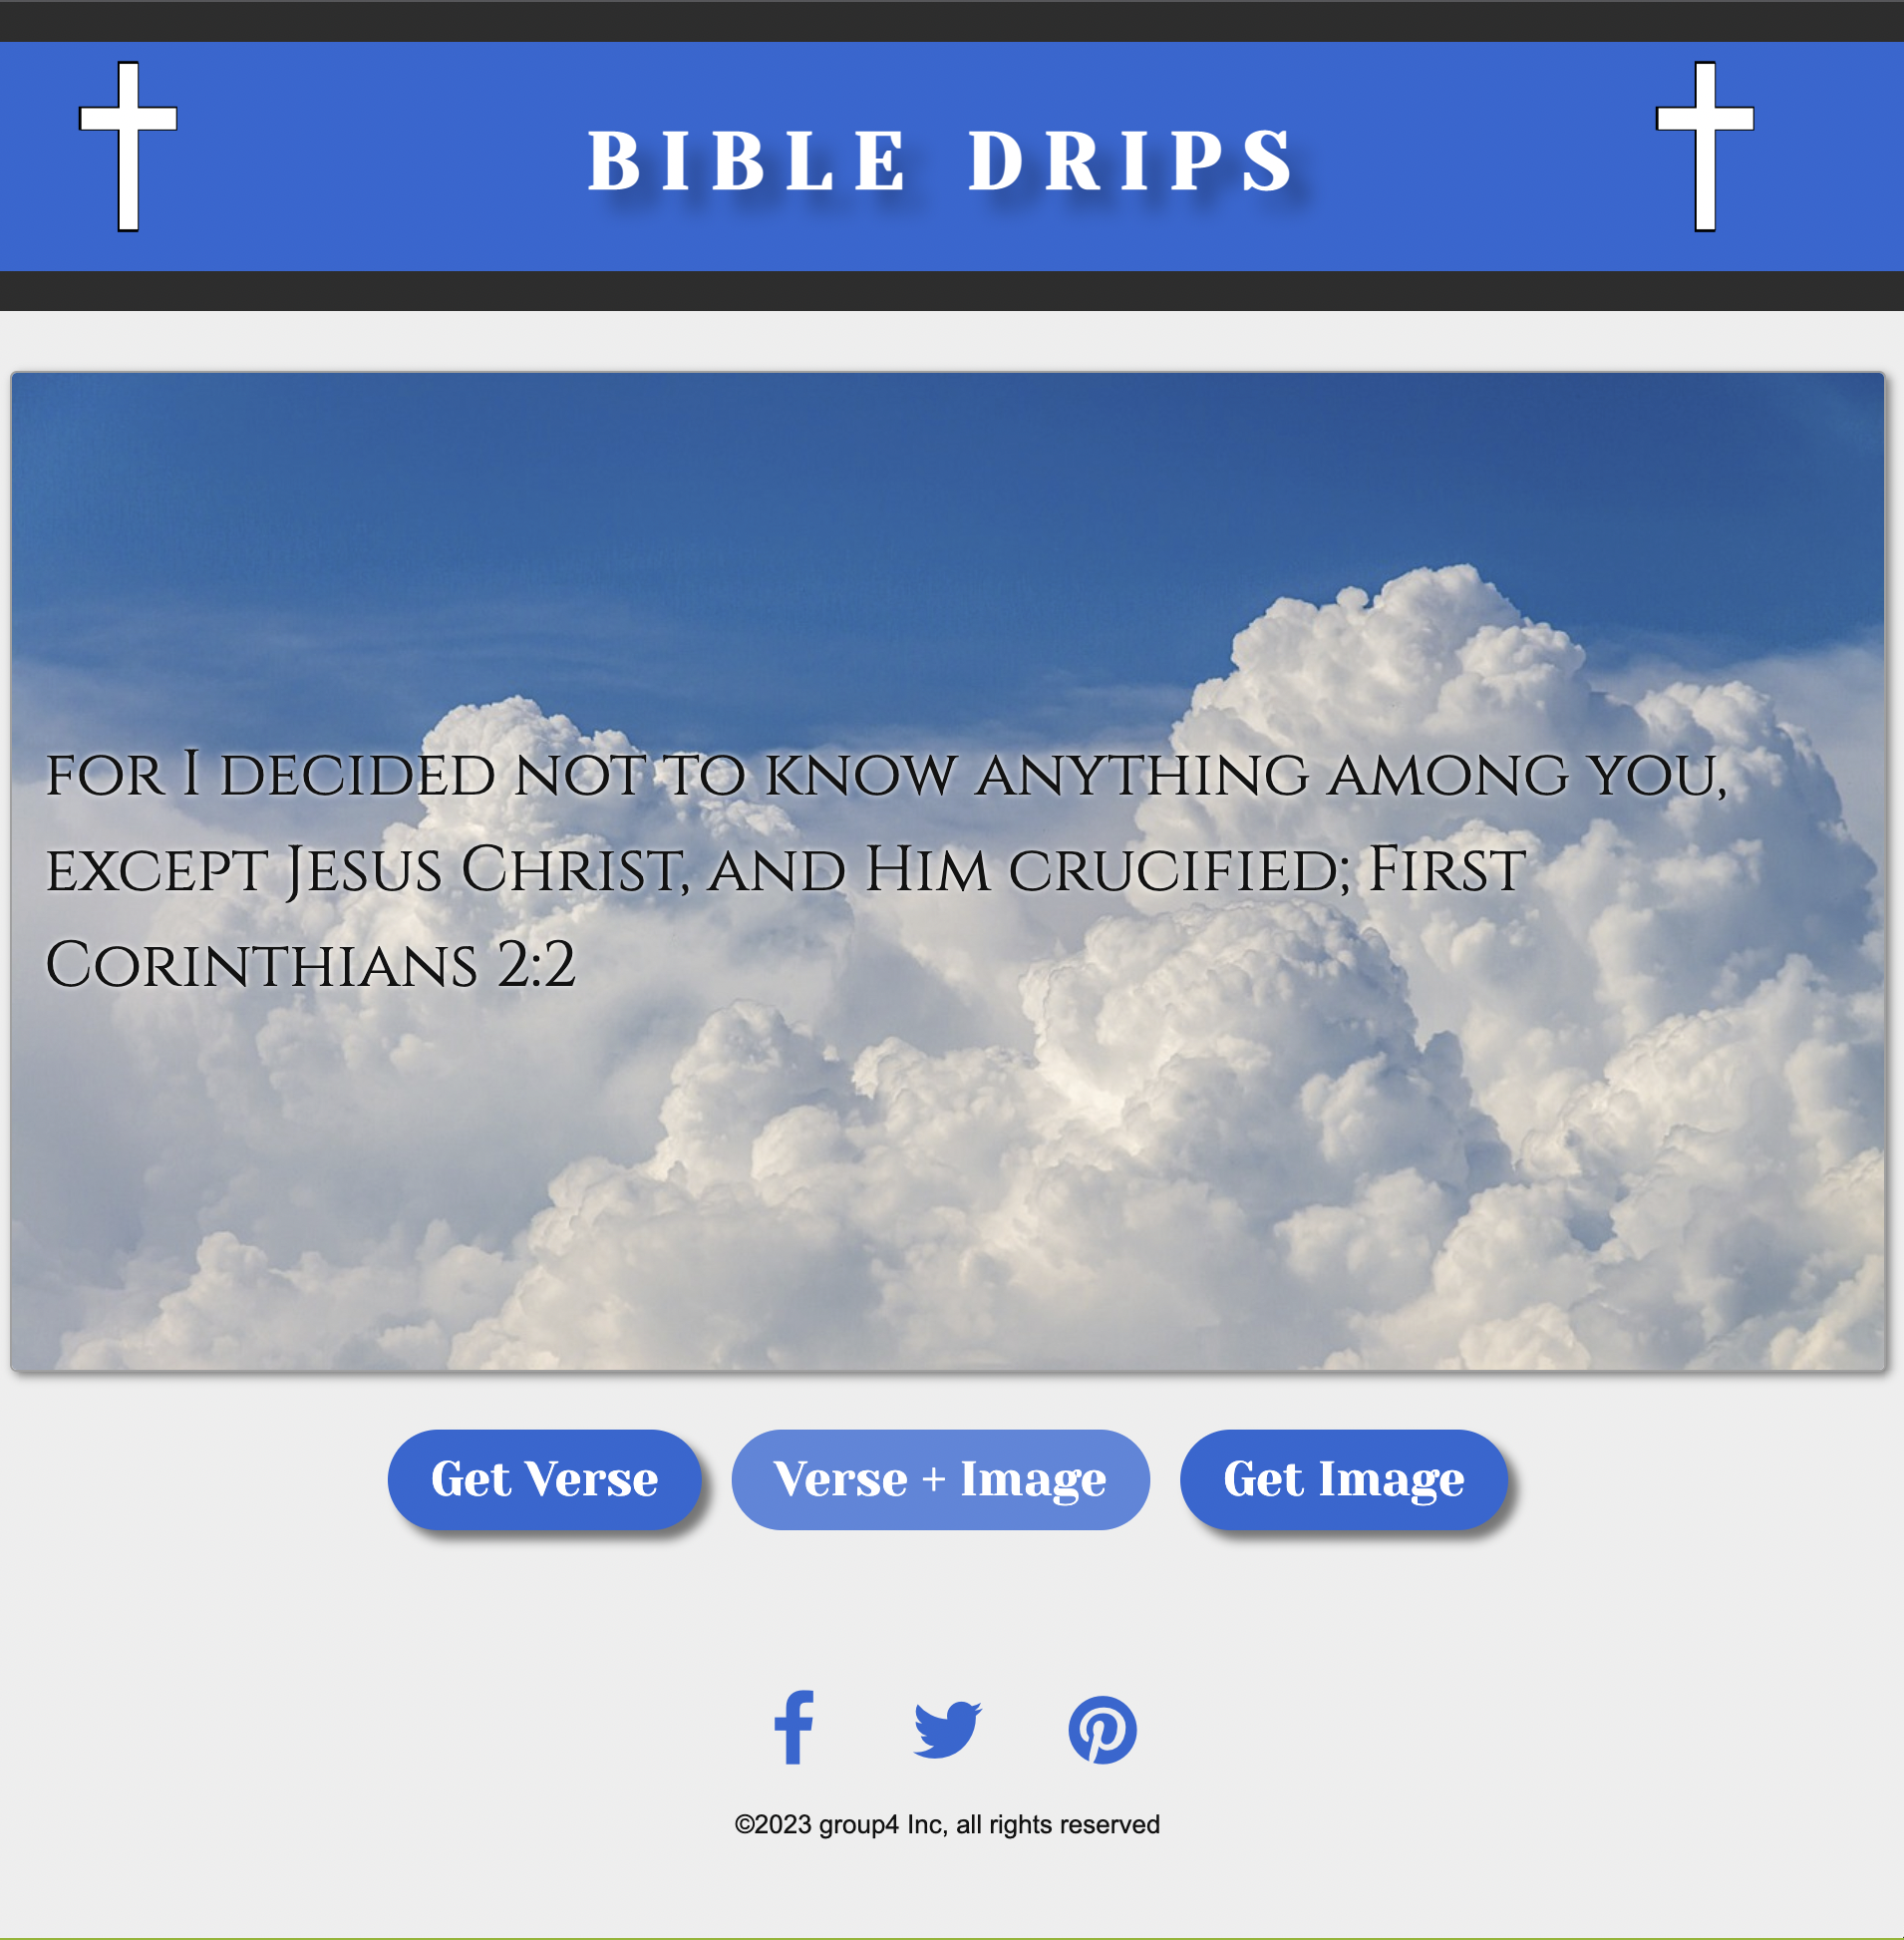 BIBLE DRIPS
for I decided not to know anything among you,
except Jesus Christ, and Him crucified; First
Corinthians 2:2
Get Verse
Verse + Image
Get Image
©2023 group4 Inc, all rights reserved